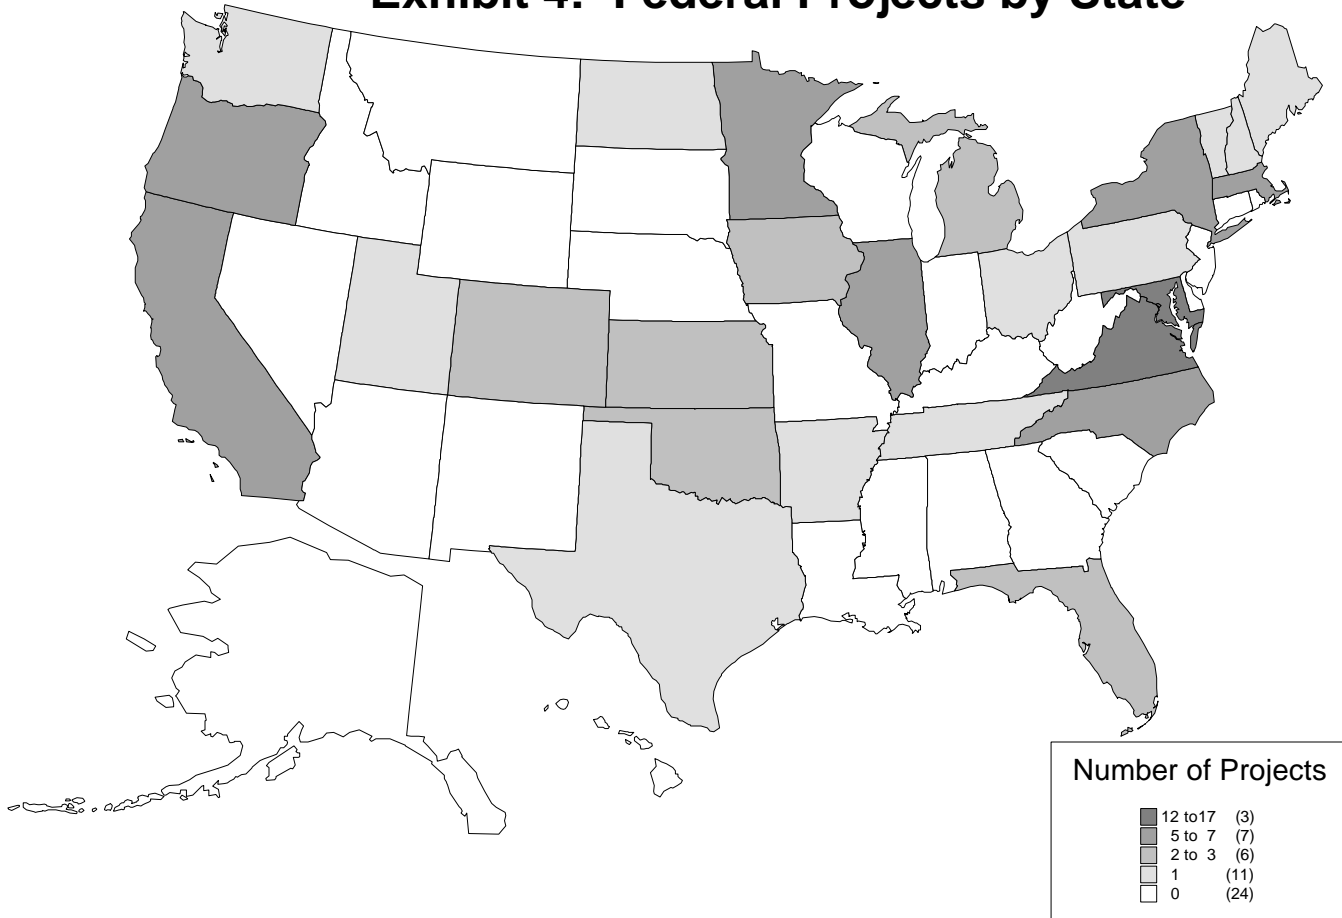 Exhibit 4: Federal Projects by State
Number of Projects
12 to17 (3)
5 to 7 (7)
2 to 3 (6)
1 (11)
0 (24)